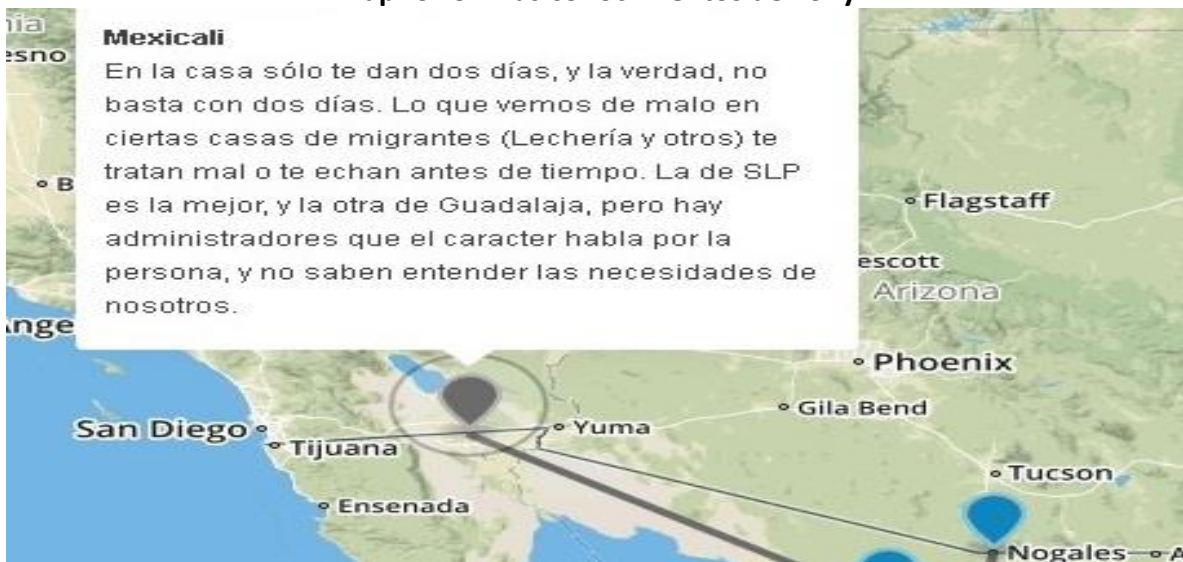 Mexicali
En la casa sólo te dan dos días, y la verdad, no
basta con dos días. Lo que vemos de malo en
ciertas casas de migrantes (Lechería y otros) te
tratan mal o te echan antes de tiempo. La de SLP
es la mejor, y la otra de Guadalaja, pero hay
administradores que el caracter habla por la
persona, y no saben entender las necesidades de
nosotros.
Flagstaff
escott
Arizona
nge
Phoenix
Gila Bend
San Diego
Yuma
Tijuana
Tucson
Ensenada
Nogales